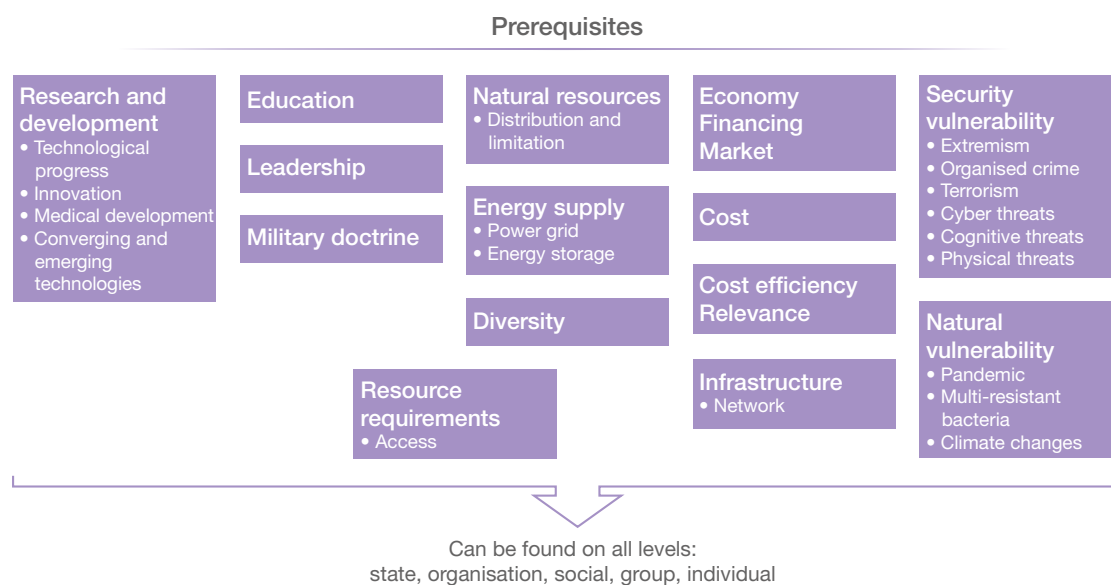 Prerequisites
Research and
development
• Technological
progress
• Innovation
• Medical development
• Converging and
emerging
technologies
Education
Leadership
Military doctrine
Natural resources
• Distribution and
limitation
Energy supply
• Power grid
• Energy storage
Diversity
Resource
requirements
• Access
Economy
Financing
Market
Cost
Cost efficiency
Relevance
Infrastructure
• Network
Security
vulnerability
• Extremism
• Organised crime
• Terrorism
• Cyber threats
• Cognitive threats
• Physical threats
Natural
vulnerability
• Pandemic
• Multi-resistant
bacteria
• Climate changes
Can be found on all levels:
state, organisation, social, group, individual